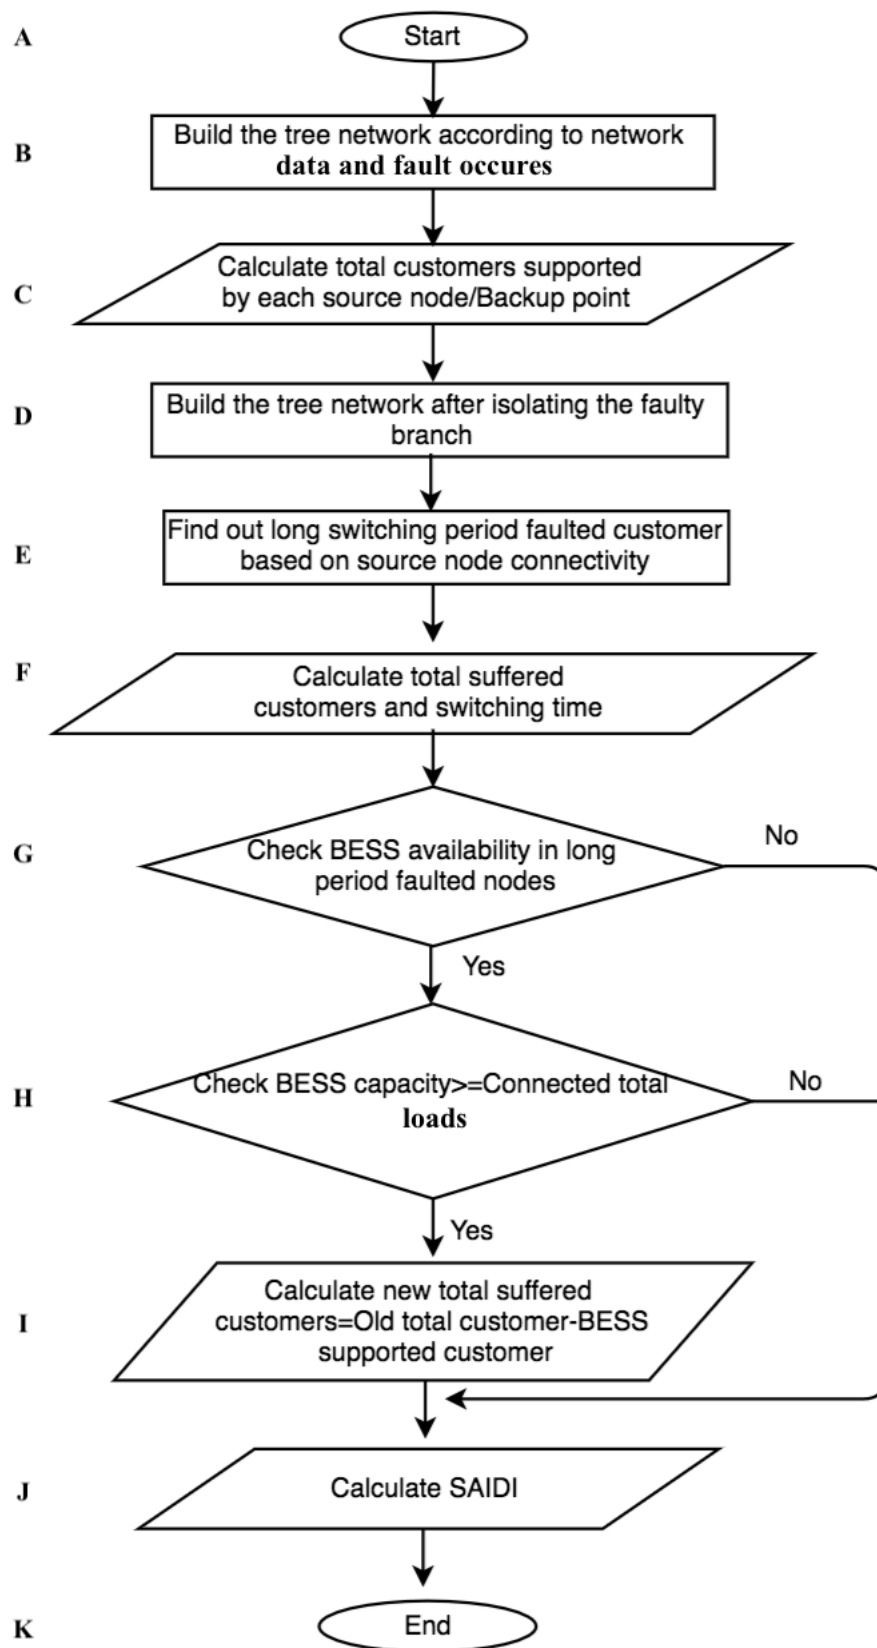 A
Start
B
Build the tree network according to network
data and fault occures
C
Calculate total customers supported
by each source node/Backup point
D
Build the tree network after isolating the faulty
branch
E
Find out long switching period faulted customer
based on source node connectivity
F
Calculate total suffered
customers and switching time
G
Check BESS availability in long
period faulted nodes
No
Yes
H
Check BESS capacity>=Connected total
loads
No
Yes
I
Calculate new total suffered
customers=Old total customer-BESS
supported customer
J
Calculate SAIDI
K
End